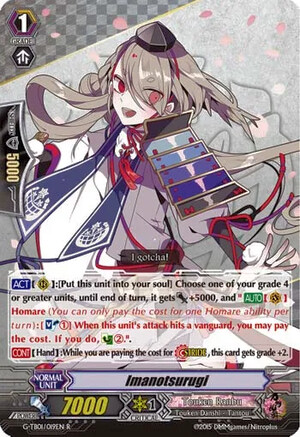 1
GRADE
SHIELD
5000
I gotcha!
ACT [ ]:[Put this unit into your soul] Choose one of your grade 4
or greater units, until end of turn, it gets +5000, and "AUTO [ ]
Homare (You can only pay the cost for one Homare ability per
turn):[ 1] When this unit's attack hits a vanguard, you may pay
the cost. If you do, 2".
CONT [Hand]:While you are paying the cost for STRIDE, this card gets grade +2.
NORMAL
UNIT
Imanotsurugi
POWER
7000
1
CRITICAL
Touken Ranbu
Touken Danshi - Tantou
G-TB01/019EN R
©2015 DMM games/Nitroplus